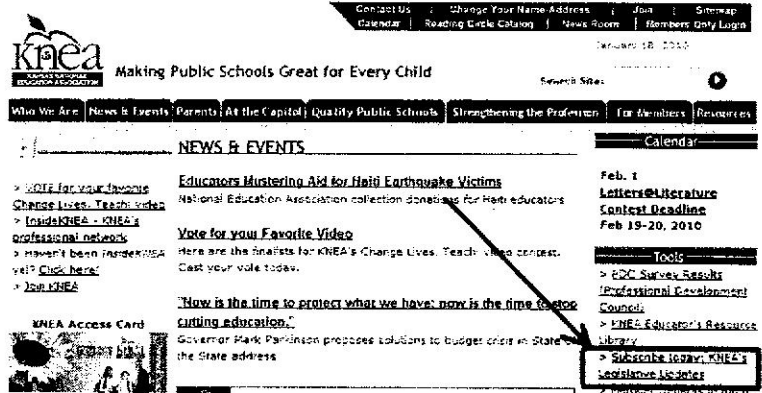 Contact Us | Change Your Name-Address | Join | Sitemap
Calendar | Reading Circle Catalog | News Room | Members Only Login
January 18, 2010
Knea
KANSAS NATIONAL
EDUCATION ASSOCIATION
Making Public Schools Great for Every Child
Search Site:
Who We Are | News & Events | Parents | At the Capitol | Quality Public Schools | Strengthening the Profession | For Members | Resources
> VOTE for your favorite
Change Lives. Teach! video
> InsideKNEA - KNEA's
professional network
> Haven't been InsideKNEA
yet? Click here!
> Join KNEA
KNEA Access Card
NEWS & EVENTS
Educators Mustering Aid for Haiti Earthquake Victims
National Education Association collection donations for Haiti educators
Vote for your Favorite Video
Here are the finalists for KNEA's Change Lives. Teach! video contest.
Cast your vote today.
"Now is the time to protect what we have; now is the time to stop
cutting education."
Governor Mark Parkinson proposes solutions to budget crisis in State
the State address
Calendar
Feb. 1
Letters@Literature
Contest Deadline
Feb 19-20, 2010
Tools
> PDC Survey Results
(Professional Development
Council)
> KNEA Educator's Resource
Library
> Subscribe today! KNEA's
Legislative Updates